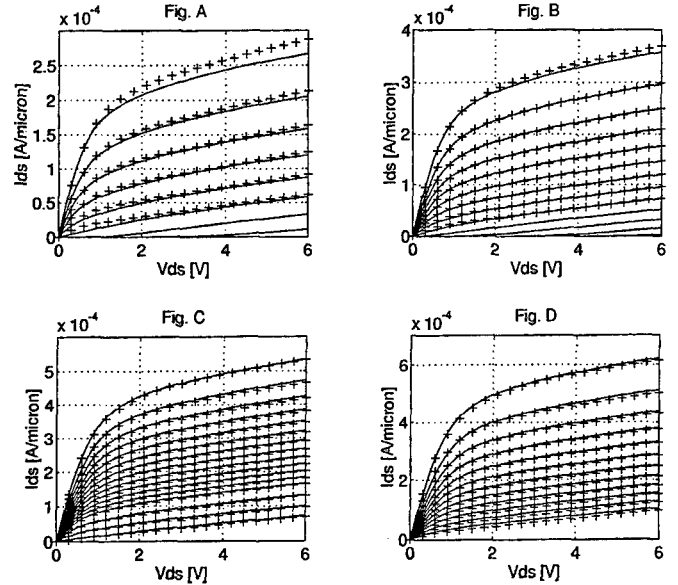 Fig. A
x 10⁻⁴
Ids [A/micron]
2.5
2
1.5
1
0.5
0
0 2 4 6
Vds [V]
Fig. B
x 10⁻⁴
Ids [A/micron]
4
3
2
1
0
0 2 4 6
Vds [V]
Fig. C
x 10⁻⁴
Ids [A/micron]
5
4
3
2
1
0
0 2 4 6
Vds [V]
Fig. D
x 10⁻⁴
Ids [A/micron]
6
4
2
0
0 2 4 6
Vds [V]